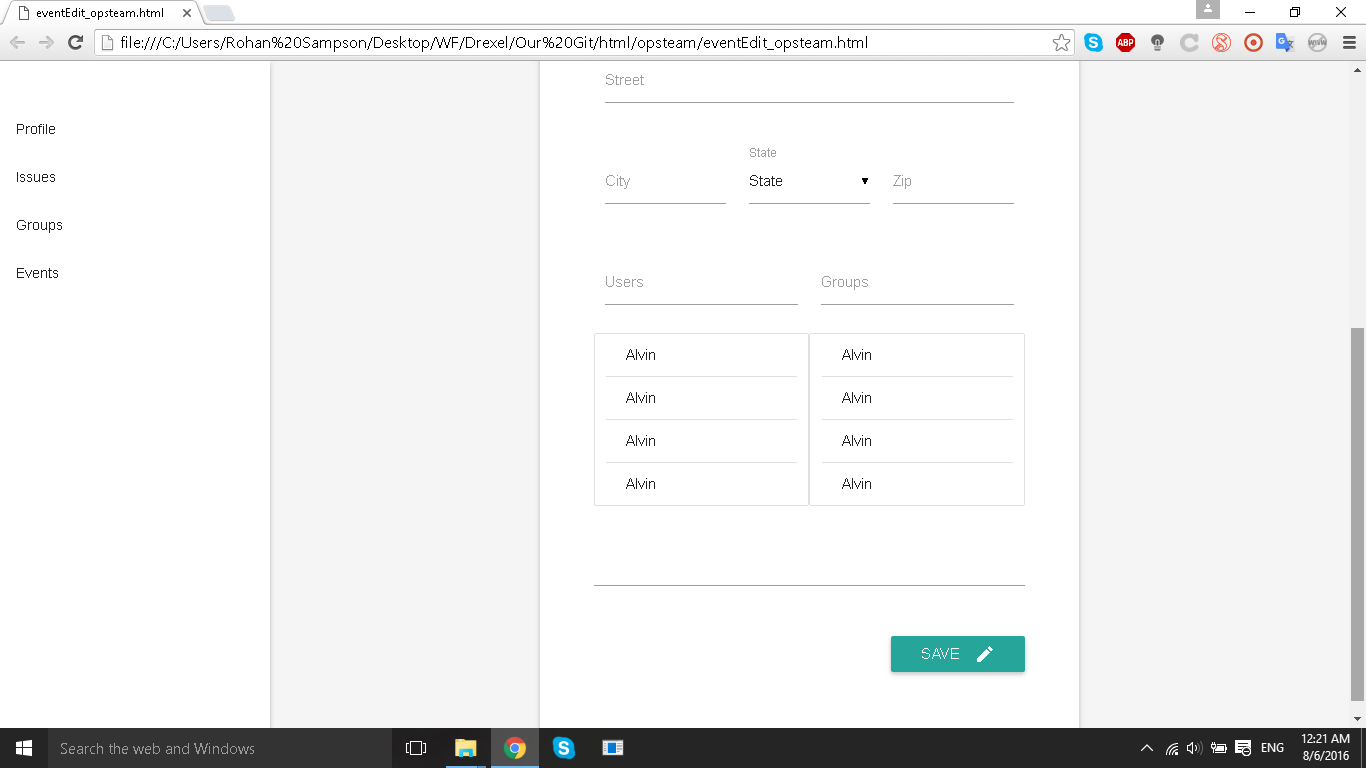 eventEdit_opsteam.html
file:///C:/Users/Rohan%20Sampson/Desktop/WF/Drexel/Our%20Git/html/opsteam/eventEdit_opsteam.html
ABP
Street
Profile
State
Issues
City State Zip
Groups
Events
Users Groups
Alvin Alvin
Alvin Alvin
Alvin Alvin
Alvin Alvin
SAVE
Search the web and Windows
ENG
12:21 AM
8/6/2016